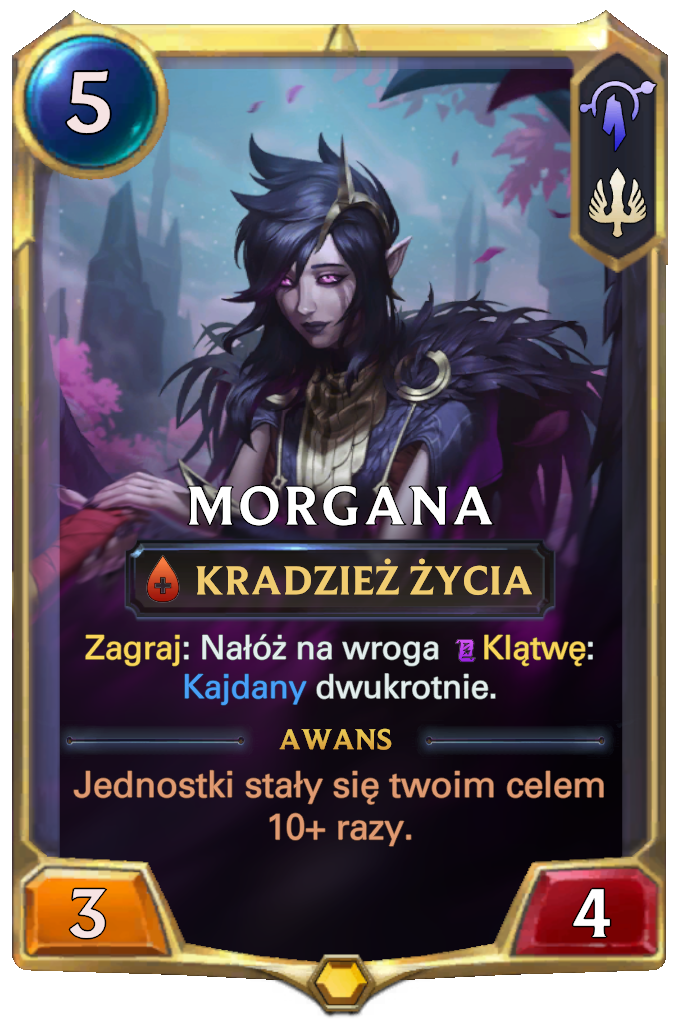 5
MORGANA
KRADZIEŻ ŻYCIA
Zagraj: Nałóż na wroga Klątwę:
Kajdany dwukrotnie.
AWANS
Jednostki stały się twoim celem
10+ razy.
3
4